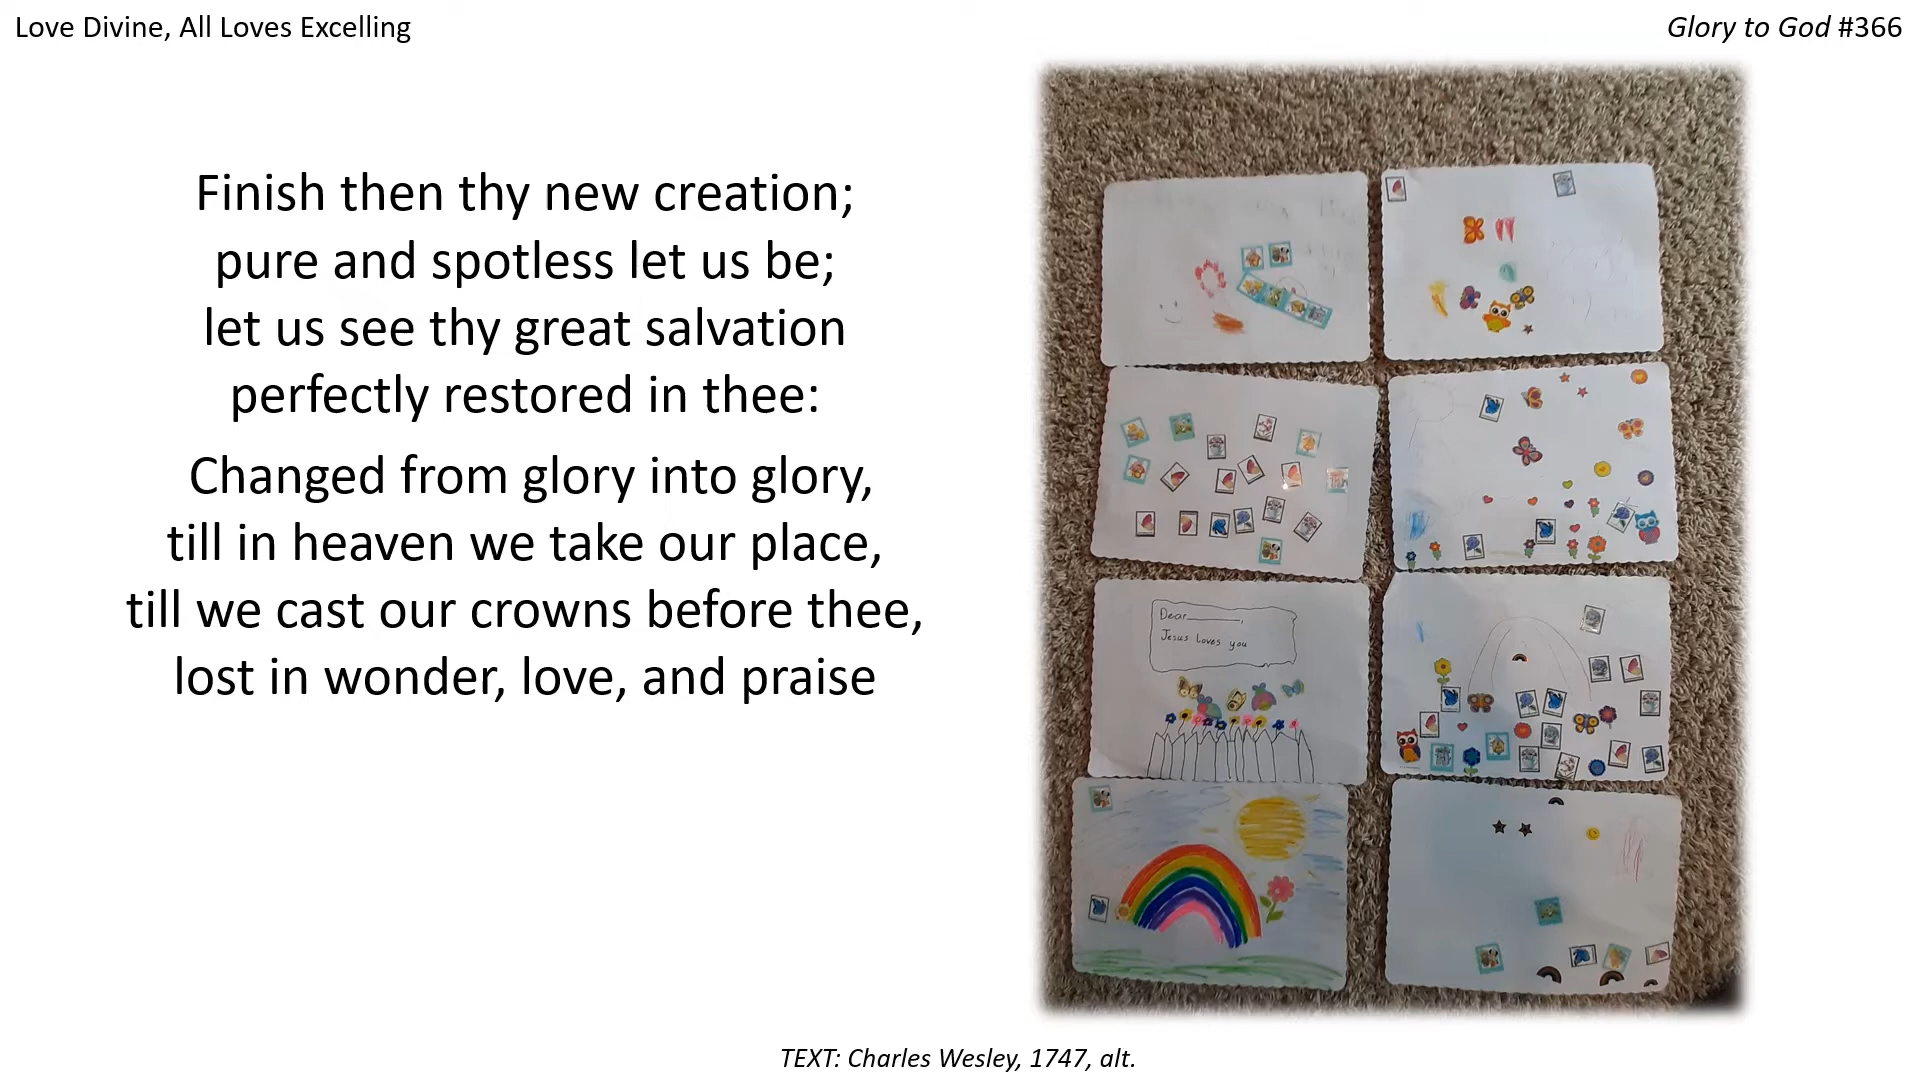 Love Divine, All Loves Excelling
Glory to God #366
Finish then thy new creation;
pure and spotless let us be;
let us see thy great salvation
perfectly restored in thee:
Changed from glory into glory,
till in heaven we take our place,
till we cast our crowns before thee,
lost in wonder, love, and praise
Dear________,
Jesus loves you
TEXT: Charles Wesley, 1747, alt.